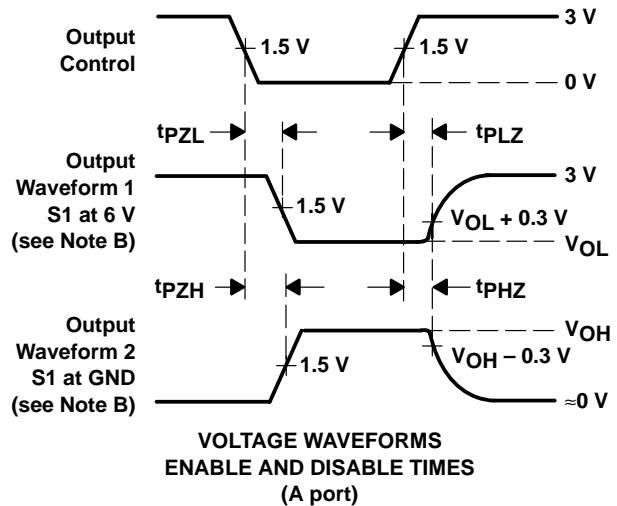 Output
Control
1.5 V
1.5 V
3 V
0 V
tPZL
tPLZ
Output
Waveform 1
S1 at 6 V
(see Note B)
1.5 V
3 V
VOL + 0.3 V
VOL
tPZH
tPHZ
Output
Waveform 2
S1 at GND
(see Note B)
1.5 V
VOH
VOH – 0.3 V
≈0 V
VOLTAGE WAVEFORMS
ENABLE AND DISABLE TIMES
(A port)